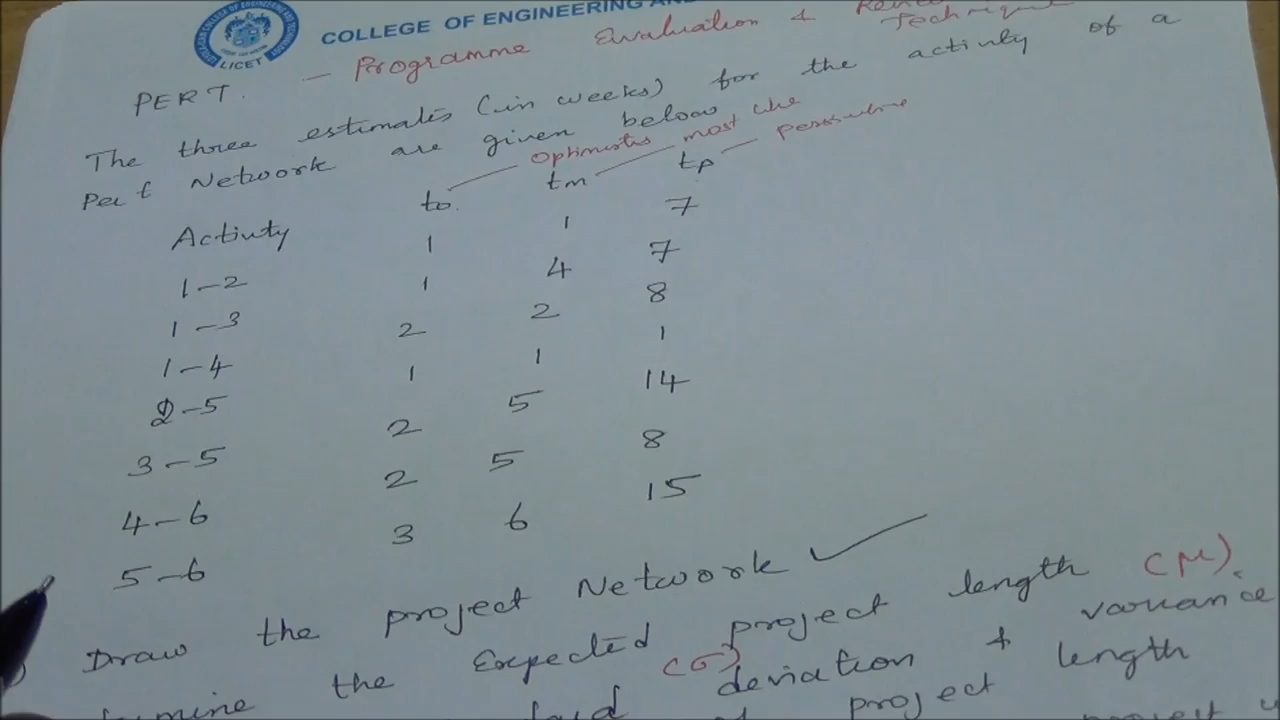 COLLEGE OF ENGINEERING
LICET
PERT. - Programme Evaluation & Technique
The three estimates (in weeks) for the activity of a
Pert Network are given below
Optimistic most like
Activity to. tm tp
1-2 1 1 7
1-3 1 4 7
1-4 2 2 8
2-5 1 1 1
3-5 2 5 14
4-6 2 5 8
5-6 3 6 15
Draw the project Network ✓
the Expected project length (μ).
(σ) deviation & variance
project length